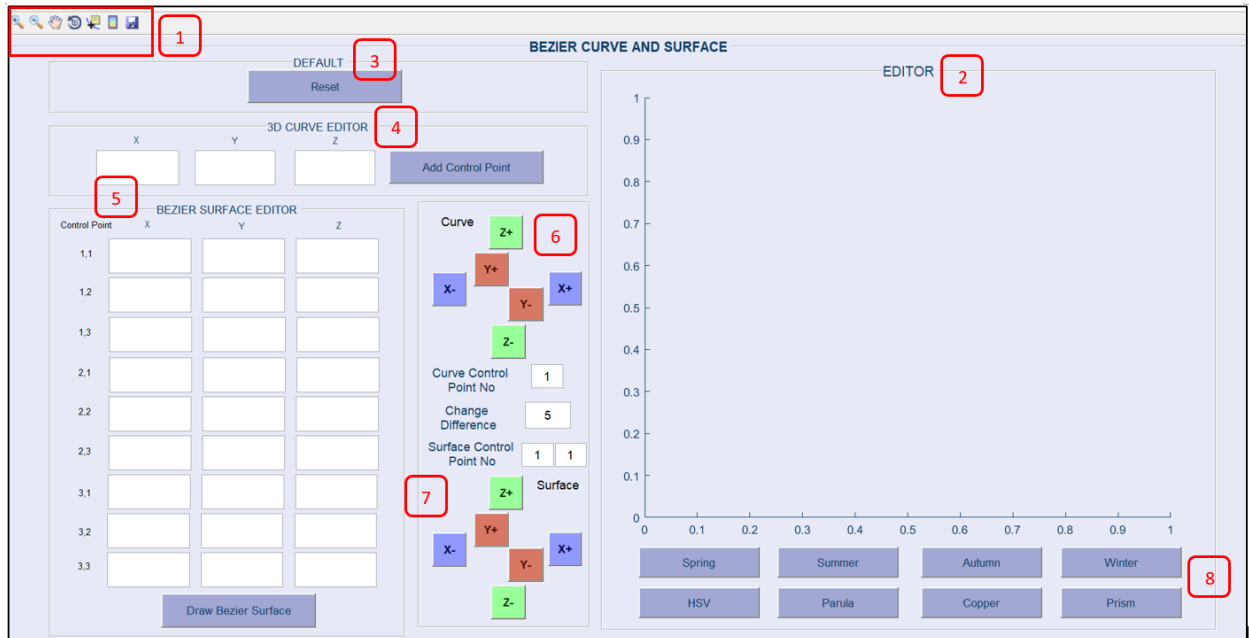 1
BEZIER CURVE AND SURFACE
DEFAULT
3
Reset
3D CURVE EDITOR
4
X Y Z
Add Control Point
5
BEZIER SURFACE EDITOR
Control Point X Y Z
1,1
1,2
1,3
2,1
2,2
2,3
3,1
3,2
3,3
Draw Bezier Surface
Curve
6
Z+
Y+
X- X+
Y-
Z-
Curve Control
Point No
1
Change
Difference
5
Surface Control
Point No
1 1
7
Surface
Z+
Y+
X- X+
Y-
Z-
EDITOR
2
1
0.9
0.8
0.7
0.6
0.5
0.4
0.3
0.2
0.1
0
0 0.1 0.2 0.3 0.4 0.5 0.6 0.7 0.8 0.9 1
Spring Summer Autumn Winter
8
HSV Parula Copper Prism